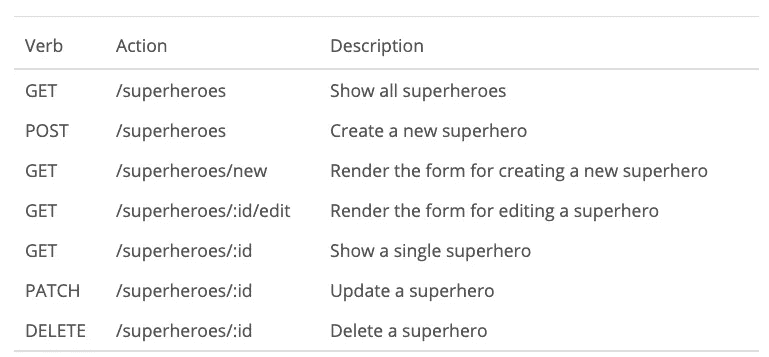 Verb Action Description
GET /superheroes Show all superheroes
POST /superheroes Create a new superhero
GET /superheroes/new Render the form for creating a new superhero
GET /superheroes/:id/edit Render the form for editing a superhero
GET /superheroes/:id Show a single superhero
PATCH /superheroes/:id Update a superhero
DELETE /superheroes/:id Delete a superhero